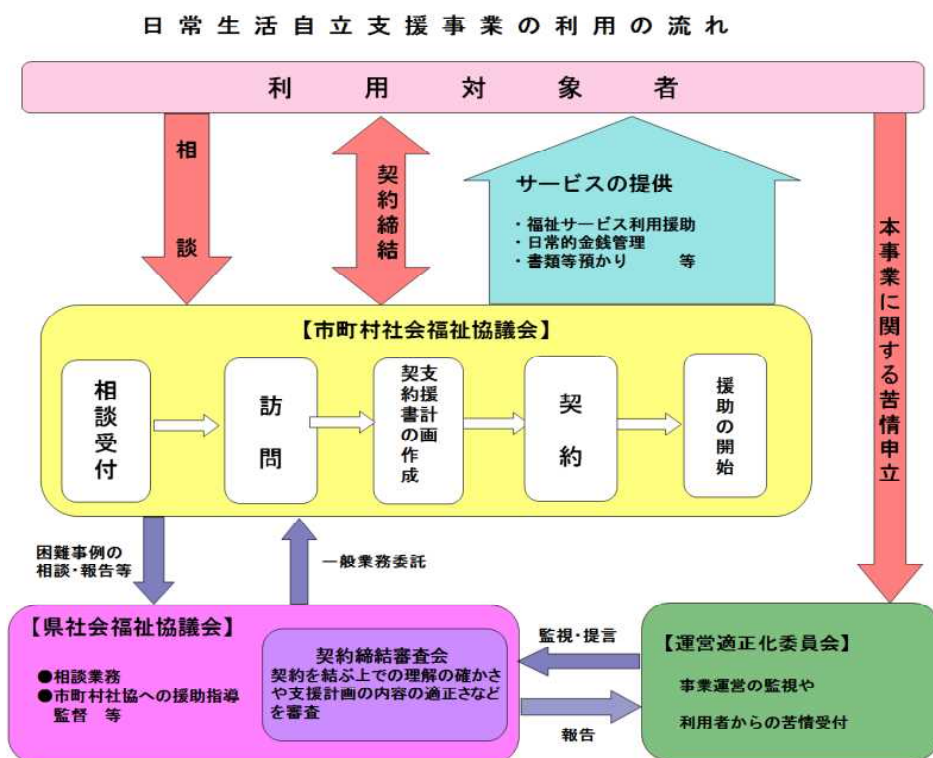 日常生活自立支援事業の利用の流れ
利用対象者
相談
契約締結
サービスの提供
・福祉サービス利用援助
・日常的金銭管理
・書類等預かり　　等
本事業に関する苦情申立
【市町村社会福祉協議会】
相談受付
訪問
支援計画
契約書の作成
契約
援助の開始
困難事例の
相談・報告等
一般業務委託
【県社会福祉協議会】
●相談業務
●市町村社協への援助指導
監督　等
契約締結審査会
契約を結ぶ上での理解の確かさ
や支援計画の内容の適正さなど
を審査
監視・提言
報告
【運営適正化委員会】
事業運営の監視や
利用者からの苦情受付